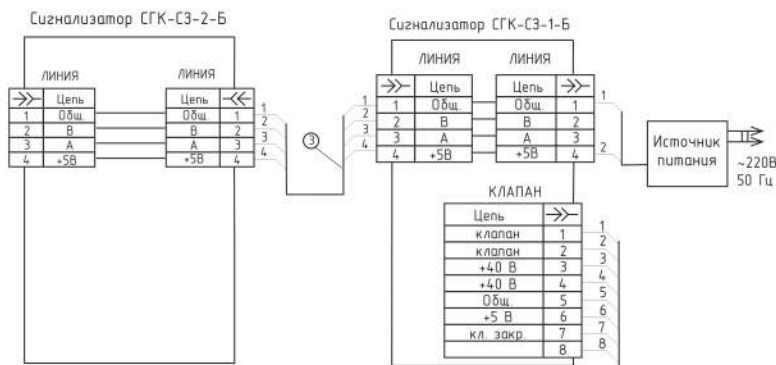 Сигнализатор СГК-СЗ-2-Б
ЛИНИЯ
ЛИНИЯ
Цепь
1 Общ.
2 В
3 А
4 +5В
Цепь
Общ. 1
В 2
А 3
+5В 4
1
2
3
4
3
Сигнализатор СГК-СЗ-1-Б
ЛИНИЯ
ЛИНИЯ
1
2
3
4
Цепь
1 Общ.
2 В
3 А
4 +5В
Цепь
Общ. 1
В 2
А 3
+5В 4
1
2
Источник
питания
~220В
50 Гц
КЛАПАН
Цепь
клапан 1
клапан 2
+40 В 3
+40 В 4
Общ. 5
+5 В 6
кл. закр. 7
8
1
2
3
4
5
6
7
8